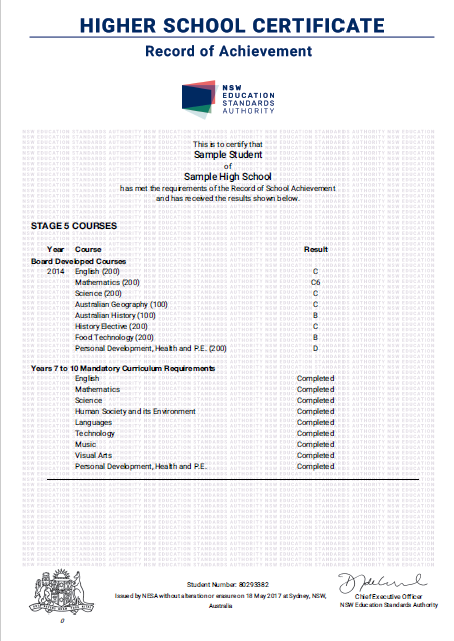 HIGHER SCHOOL CERTIFICATE
Record of Achievement
NSW
EDUCATION
STANDARDS
AUTHORITY
This is to certify that
Sample Student
of
Sample High School
has met the requirements of the Record of School Achievement
and has received the results shown below.
STAGE 5 COURSES
Year Course Result
Board Developed Courses
2014 English (200) C
Mathematics (200) C6
Science (200) C
Australian Geography (100) C
Australian History (100) B
History Elective (200) C
Food Technology (200) B
Personal Development, Health and P.E. (200) D
Years 7 to 10 Mandatory Curriculum Requirements
English Completed
Mathematics Completed
Science Completed
Human Society and its Environment Completed
Languages Completed
Technology Completed
Music Completed
Visual Arts Completed
Personal Development, Health and P.E. Completed
Student Number: 80293382
Issued by NESA without alteration or erasure on 18 May 2017 at Sydney, NSW,
Australia
Chief Executive Officer
NSW Education Standards Authority
0